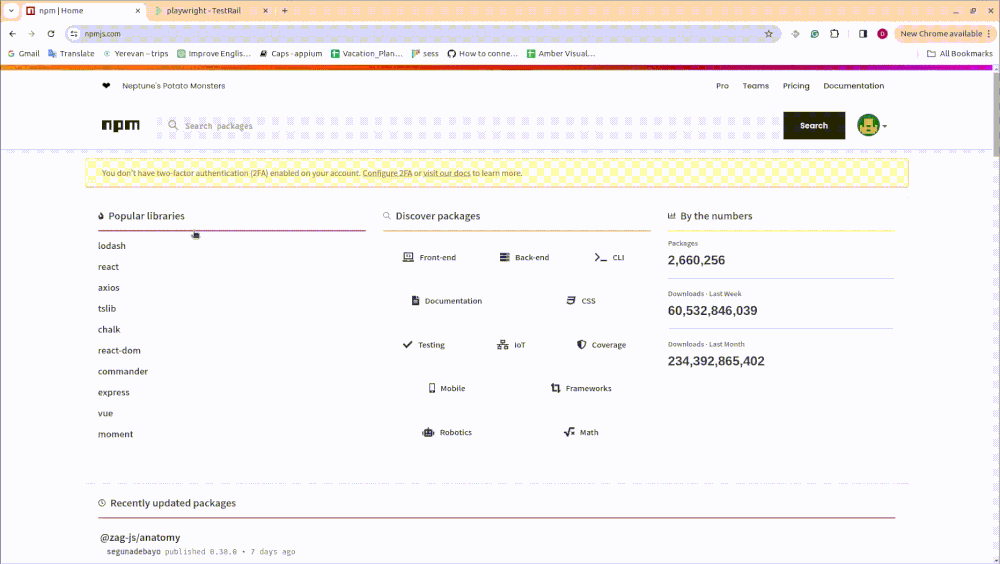 npm | Home
playwright - TestRail
npmjs.com
New Chrome available
Gmail
Translate
Yerevan – trips
Improve Englis...
Caps - appium
Vacation_Plan...
sess
How to conne...
Amber Visual...
All Bookmarks
Neptune's Potato Monsters
Pro
Teams
Pricing
Documentation
npm
Search packages
Search
You don't have two-factor authentication (2FA) enabled on your account. Configure 2FA or visit our docs to learn more.
Popular libraries
lodash
react
axios
tslib
chalk
react-dom
commander
express
vue
moment
Discover packages
Front-end
Back-end
CLI
Documentation
CSS
Testing
IoT
Coverage
Mobile
Frameworks
Robotics
Math
By the numbers
Packages
2,660,256
Downloads · Last Week
60,532,846,039
Downloads · Last Month
234,392,865,402
Recently updated packages
@zag-js/anatomy
segunadebayo published 0.38.0 • 7 days ago